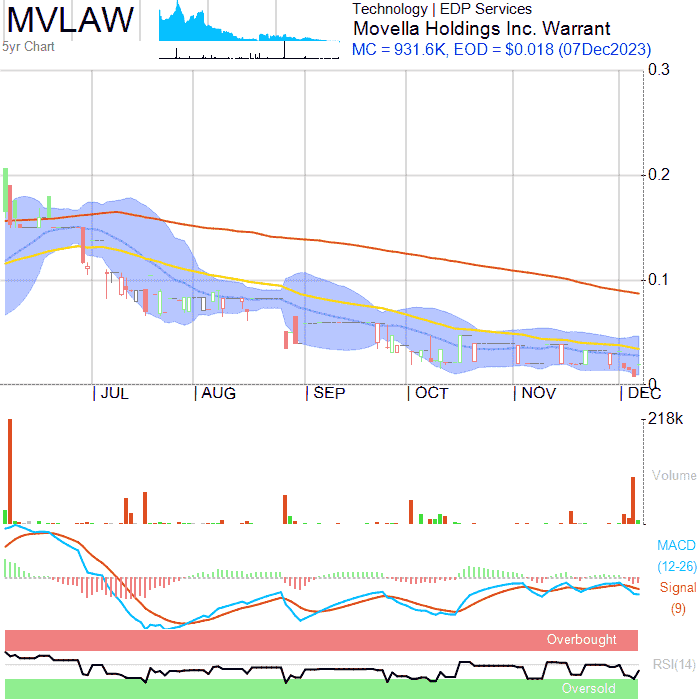 MVLAW
5yr Chart
Technology | EDP Services
Movella Holdings Inc. Warrant
MC = 931.6K, EOD = $0.018 (07Dec2023)
0.3
0.2
0.1
0
JUL
AUG
SEP
OCT
NOV
DEC
218k
Volume
MACD
(12-26)
Signal
(9)
Overbought
RSI(14)
Oversold